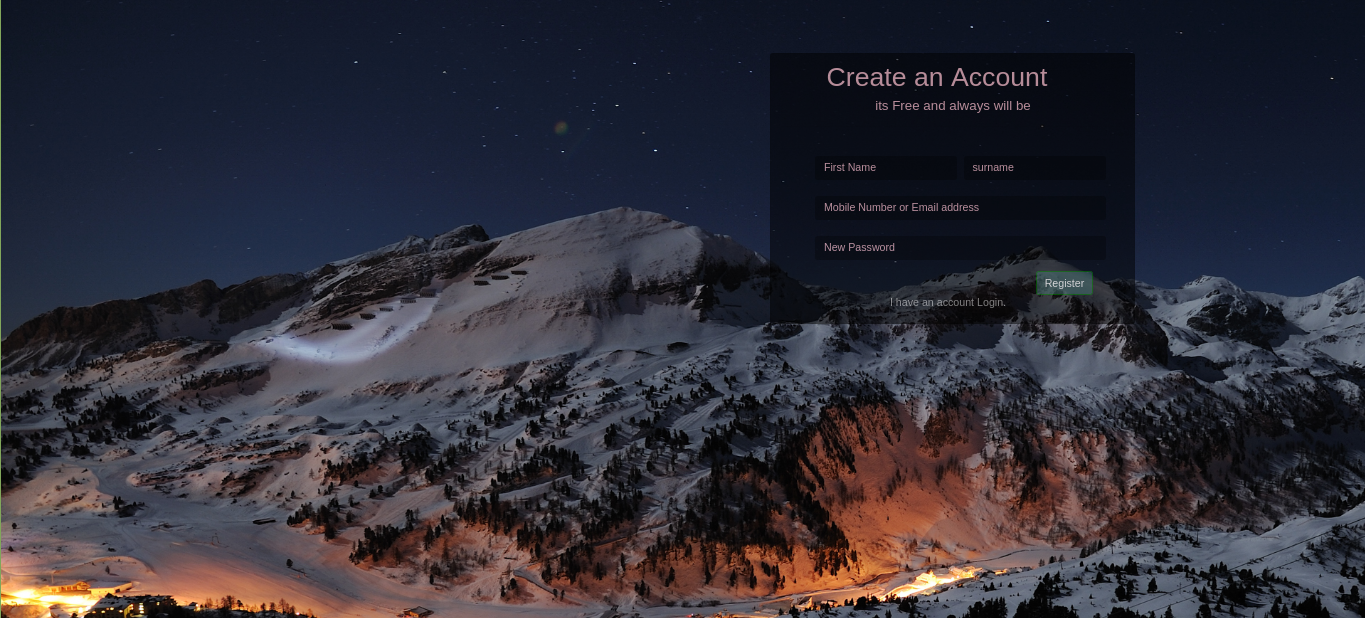 Create an Account
its Free and always will be
First Name surname
Mobile Number or Email address
New Password
Register
I have an account Login.